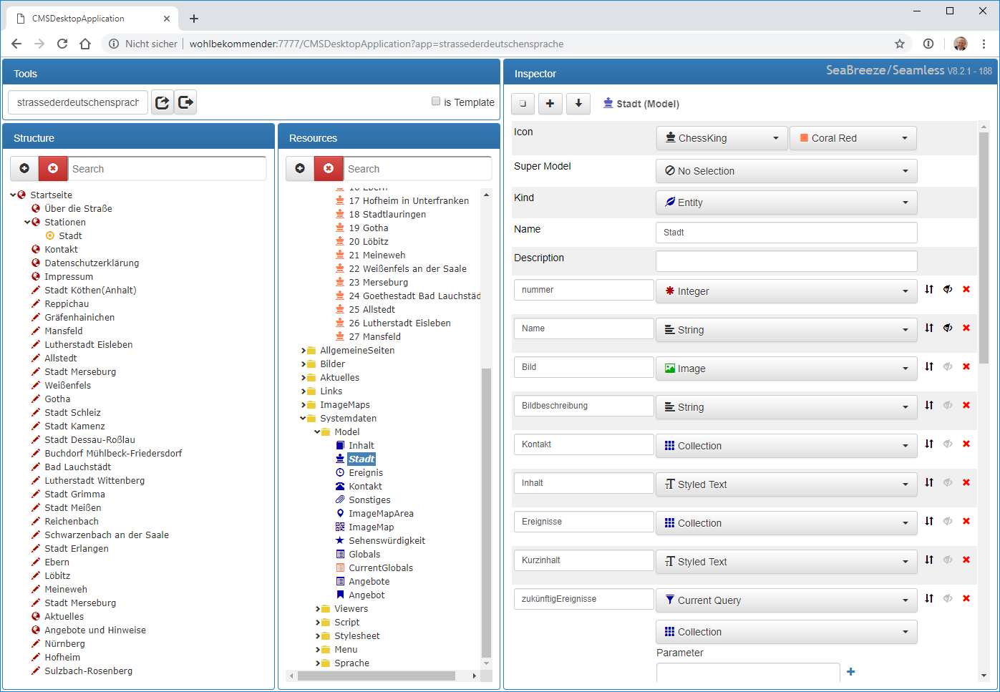 CMSDesktopApplication
Nicht sicher wohlbekommender:7777/CMSDesktopApplication?app=strassederdeutschensprache
Tools
strassederdeutschensprach
is Template
Structure
Search
Startseite
Über die Straße
Stationen
Stadt
Kontakt
Datenschutzerklärung
Impressum
Stadt Köthen(Anhalt)
Reppichau
Gräfenhainichen
Mansfeld
Lutherstadt Eisleben
Allstedt
Stadt Merseburg
Weißenfels
Gotha
Stadt Schleiz
Stadt Kamenz
Stadt Dessau-Roßlau
Buchdorf Mühlbeck-Friedersdorf
Bad Lauchstädt
Lutherstadt Wittenberg
Stadt Grimma
Stadt Meißen
Reichenbach
Schwarzenbach an der Saale
Stadt Erlangen
Ebern
Löbitz
Meineweh
Stadt Merseburg
Aktuelles
Angebote und Hinweise
Nürnberg
Hofheim
Sulzbach-Rosenberg
Resources
Search
16 Ebern
17 Hofheim in Unterfranken
18 Stadtlauringen
19 Gotha
20 Löbitz
21 Meineweh
22 Weißenfels an der Saale
23 Merseburg
24 Goethestadt Bad Lauchstäd
25 Allstedt
26 Lutherstadt Eisleben
27 Mansfeld
AllgemeineSeiten
Bilder
Aktuelles
Links
ImageMaps
Systemdaten
Model
Inhalt
Stadt
Ereignis
Kontakt
Sonstiges
ImageMapArea
ImageMap
Sehenswürdigkeit
Globals
CurrentGlobals
Angebote
Angebot
Viewers
Script
Stylesheet
Menu
Sprache
Inspector
SeaBreeze/Seamless V8.2.1 - 188
Stadt (Model)
Icon ChessKing Coral Red
Super Model No Selection
Kind Entity
Name Stadt
Description
nummer Integer
Name String
Bild Image
Bildbeschreibung String
Kontakt Collection
Inhalt Styled Text
Ereignisse Collection
Kurzinhalt Styled Text
zukünftigEreignisse Current Query
Collection
Parameter